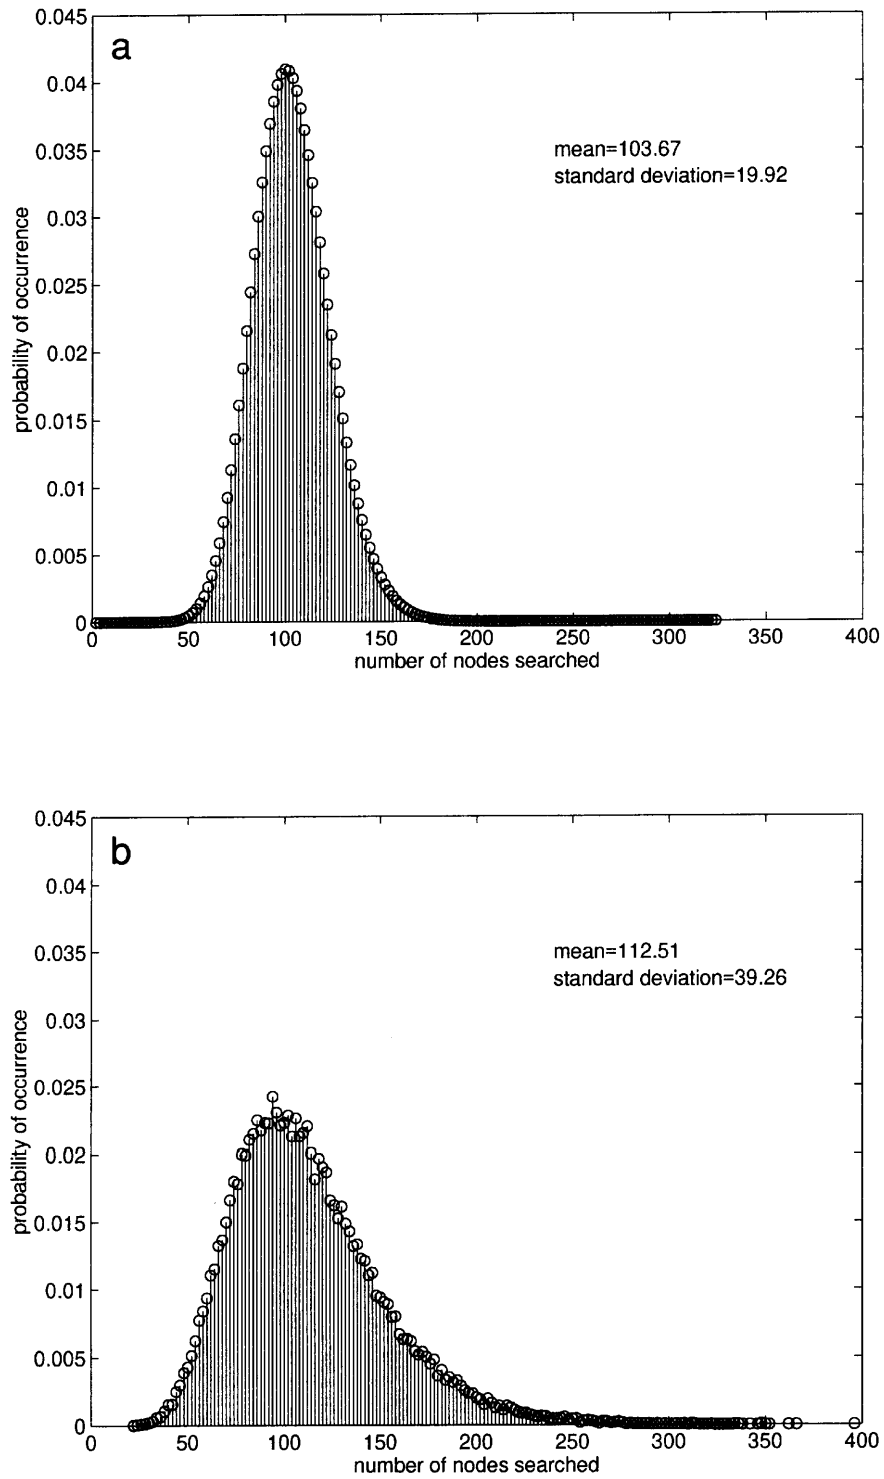 a
0.045
0.04
0.035
0.03
0.025
0.02
0.015
0.01
0.005
0
probability of occurrence
mean=103.67
standard deviation=19.92
0 50 100 150 200 250 300 350 400
number of nodes searched
b
0.045
0.04
0.035
0.03
0.025
0.02
0.015
0.01
0.005
0
probability of occurrence
mean=112.51
standard deviation=39.26
0 50 100 150 200 250 300 350 400
number of nodes searched